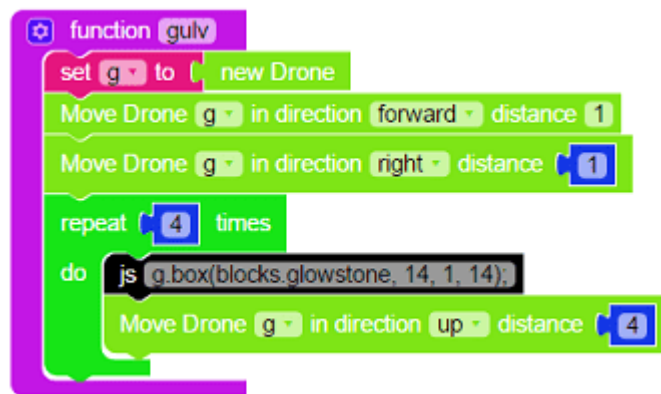 function gulv
set g to new Drone
Move Drone g in direction forward distance 1
Move Drone g in direction right distance 1
repeat 4 times
do js g.box(blocks.glowstone, 14, 1, 14);
Move Drone g in direction up distance 4